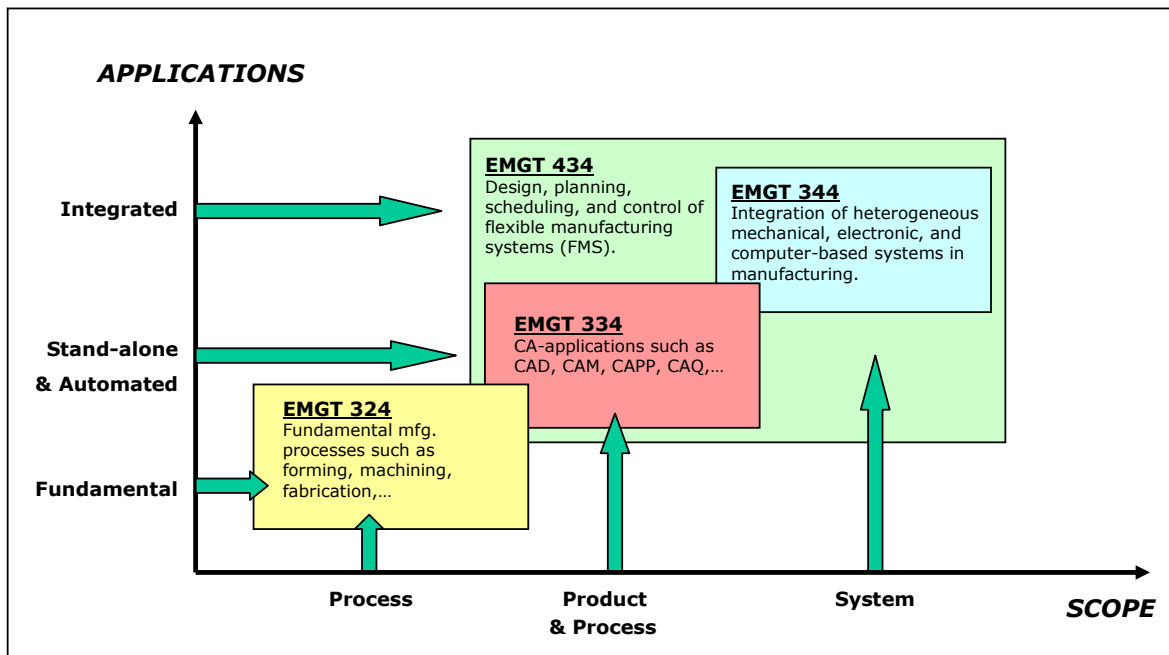 APPLICATIONS
Integrated
Stand-alone
& Automated
Fundamental
EMGT 434
Design, planning,
scheduling, and control of
flexible manufacturing
systems (FMS).
EMGT 344
Integration of heterogeneous
mechanical, electronic, and
computer-based systems in
manufacturing.
EMGT 334
CA-applications such as
CAD, CAM, CAPP, CAQ,…
EMGT 324
Fundamental mfg.
processes such as
forming, machining,
fabrication,…
Process
Product
& Process
System
SCOPE